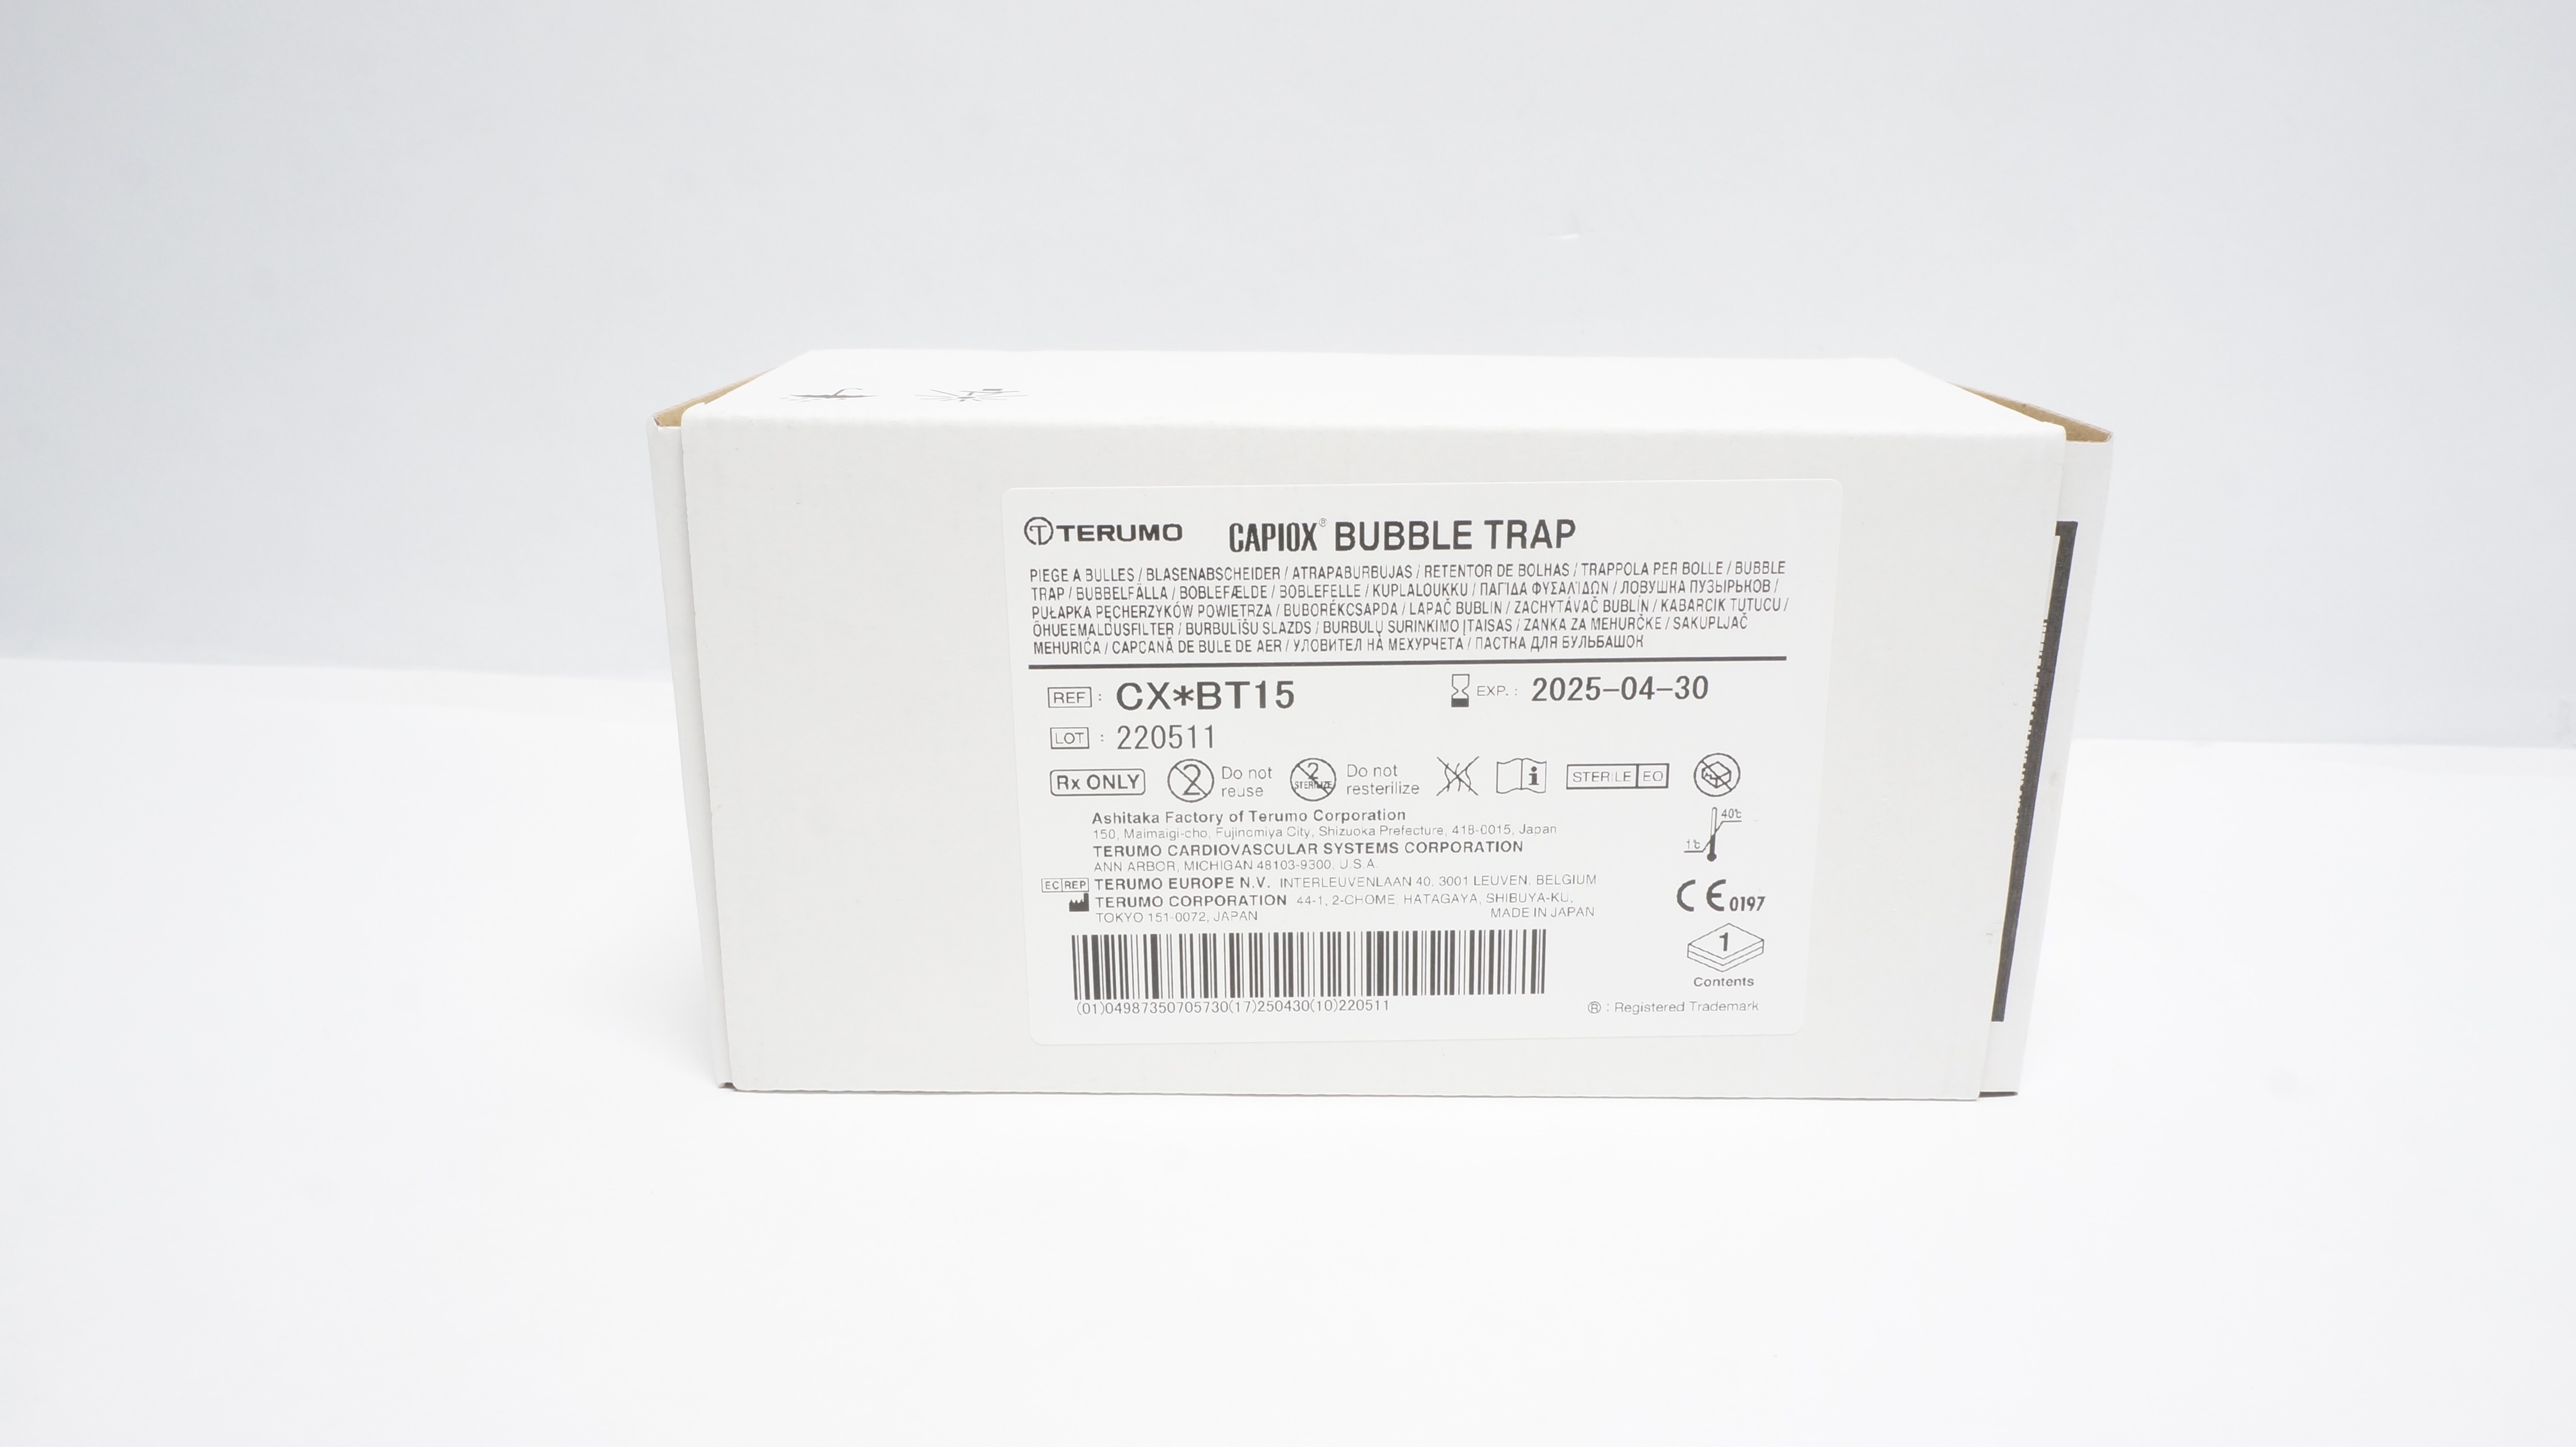 TERUMO CAPIOX® BUBBLE TRAP
PIEGE A BULLES / BLASENABSCHEIDER / ATRAPABURBUJAS / RETENTOR DE BOLHAS / TRAPPOLA PER BOLLE / BUBBLE
TRAP / BUBBELFÄLLA / BOBLEFÆLDE / BOBLEFELLE / KUPLALOUKKU / ΠΑΓΙΔΑ ΦΥΣΑΛΙΔΩΝ / ЛОВУШКА ПУЗЫРЬКОВ /
PUŁAPKA PĘCHERZYKÓW POWIETRZA / BUBORÉKCSAPDA / LAPAČ BUBLIN / ZACHYTÁVAČ BUBLÍN / KABARCIK TUTUCU /
ÕHUEEMALDUSFILTER / BURBULĪŠU SLAZDS / BURBULŲ SURINKIMO ĮTAISAS / ZANKA ZA MEHURČKE / SAKUPLJAČ
MEHURIĆA / CAPCANĂ DE BULE DE AER / УЛОВИТЕЛ НА МЕХУРЧЕТА / ПАСТКА ДЛЯ БУЛЬБАШОК
REF : CX*BT15 EXP. : 2025-04-30
LOT : 220511
Rx ONLY 2 Do not reuse 2 STERILIZE Do not resterilize i STERILE EO
Ashitaka Factory of Terumo Corporation
150, Maimaigi-cho, Fujinomiya City, Shizuoka Prefecture, 418-0015, Japan
TERUMO CARDIOVASCULAR SYSTEMS CORPORATION
ANN ARBOR, MICHIGAN 48103-9300, U.S.A.
EC REP TERUMO EUROPE N.V. INTERLEUVENLAAN 40, 3001 LEUVEN, BELGIUM
TERUMO CORPORATION 44-1, 2-CHOME, HATAGAYA, SHIBUYA-KU,
TOKYO 151-0072, JAPAN MADE IN JAPAN
40℃
1℃
CE 0197
1
Contents
(01)04987350705730(17)250430(10)220511
® : Registered Trademark